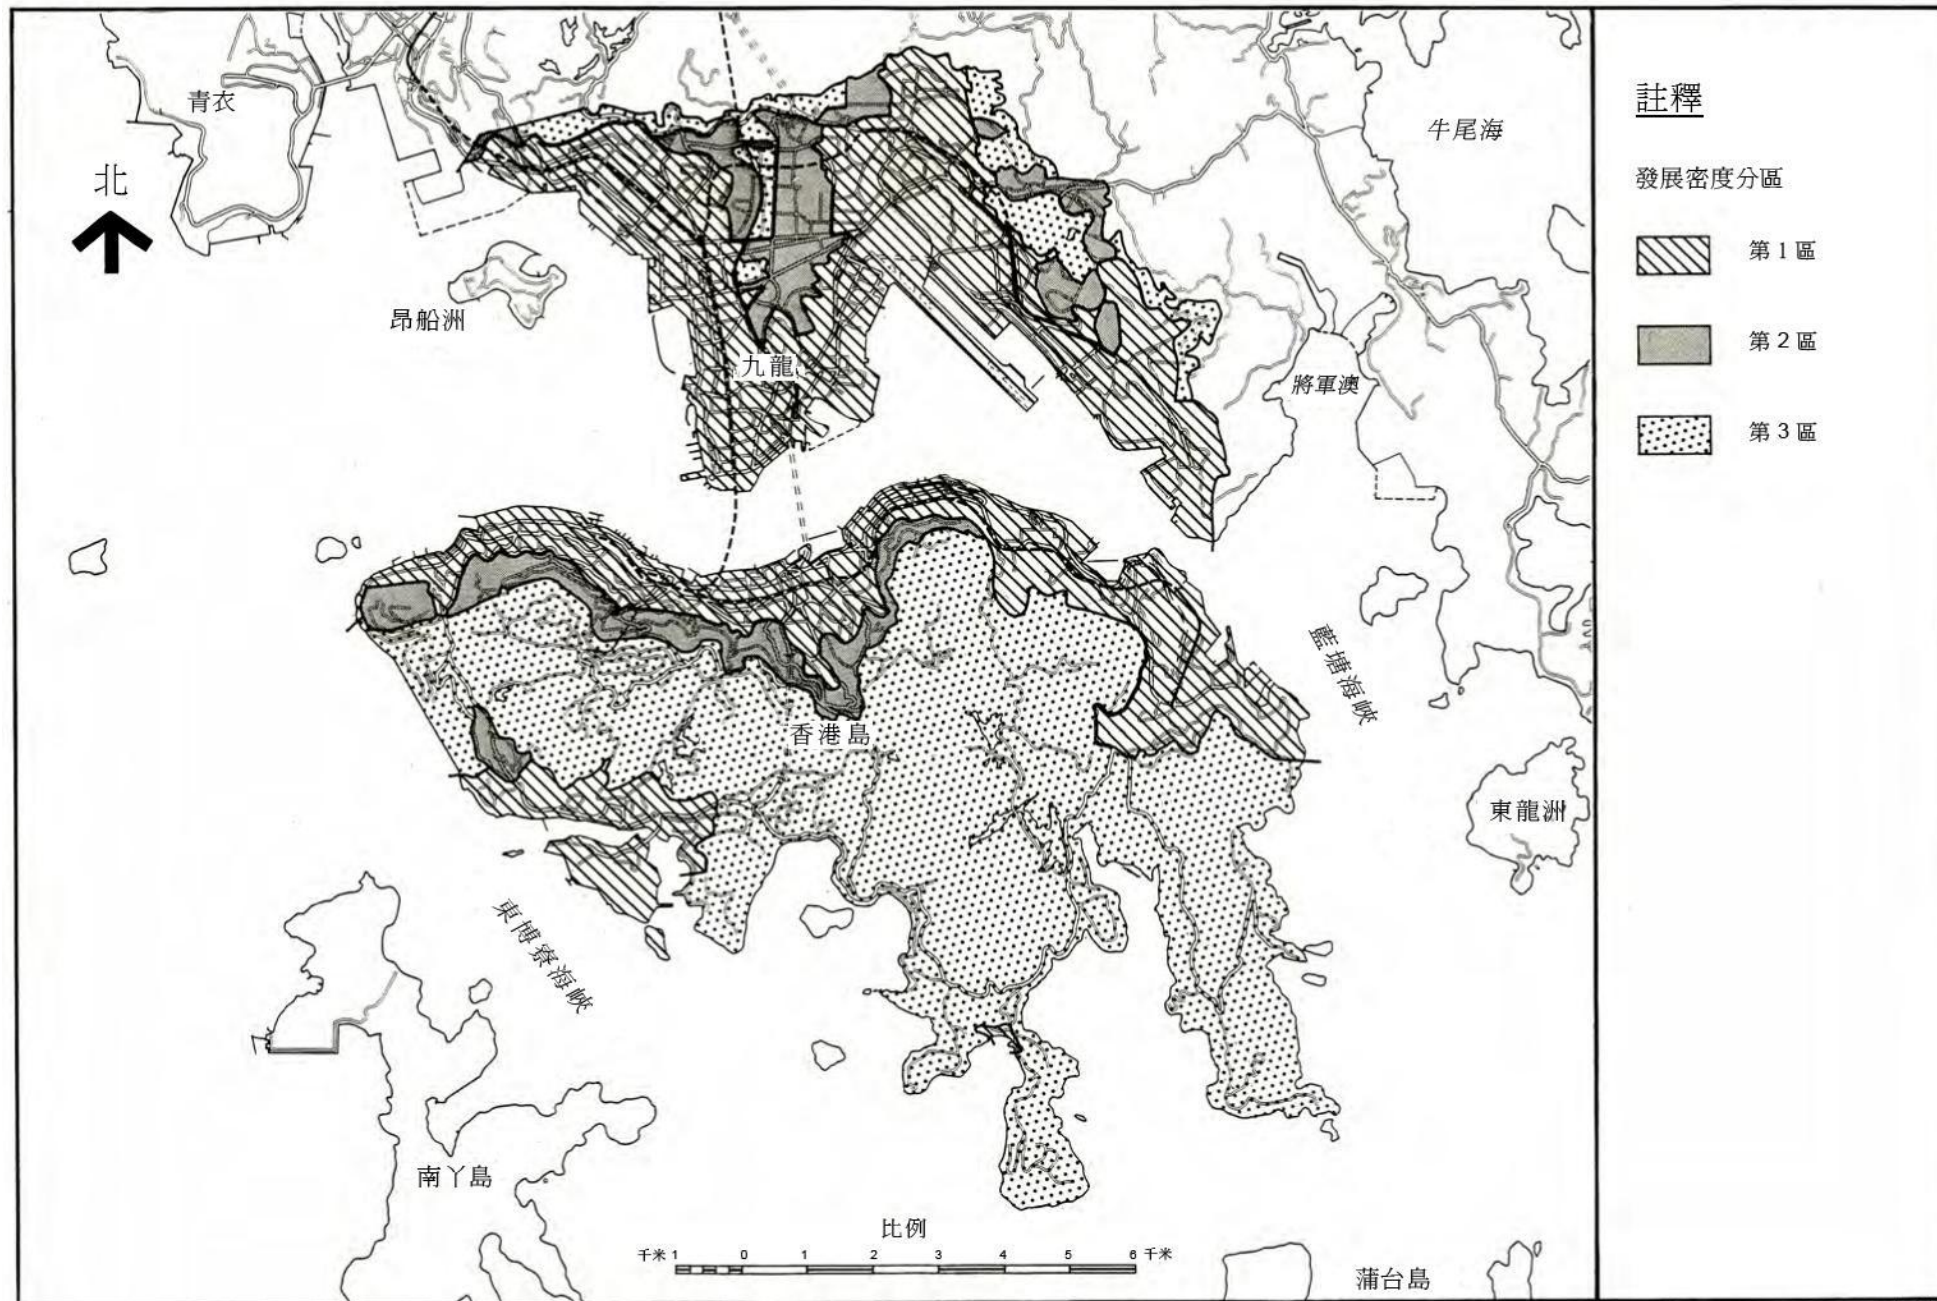 青衣
北
昂船洲
九龍
牛尾海
將軍澳
藍塘海峽
香港島
東龍洲
東博寮海峽
南丫島
蒲台島
比例
千米 1 0 1 2 3 4 5 6 千米
註釋
發展密度分區
第1區
第2區
第3區